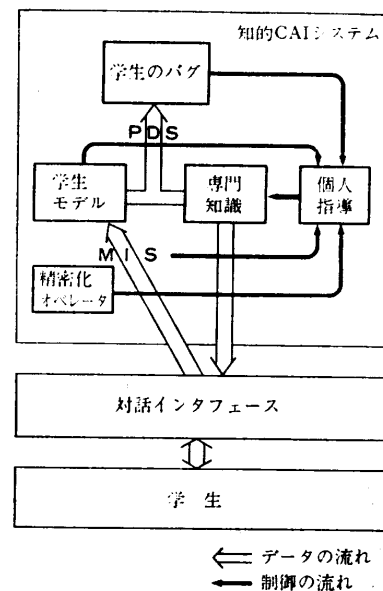 知的CAIシステム
学生のバグ
PDS
学生
モデル
専門
知識
個人
指導
MIS
精密化
オペレータ
対話インタフェース
学生
データの流れ
制御の流れ